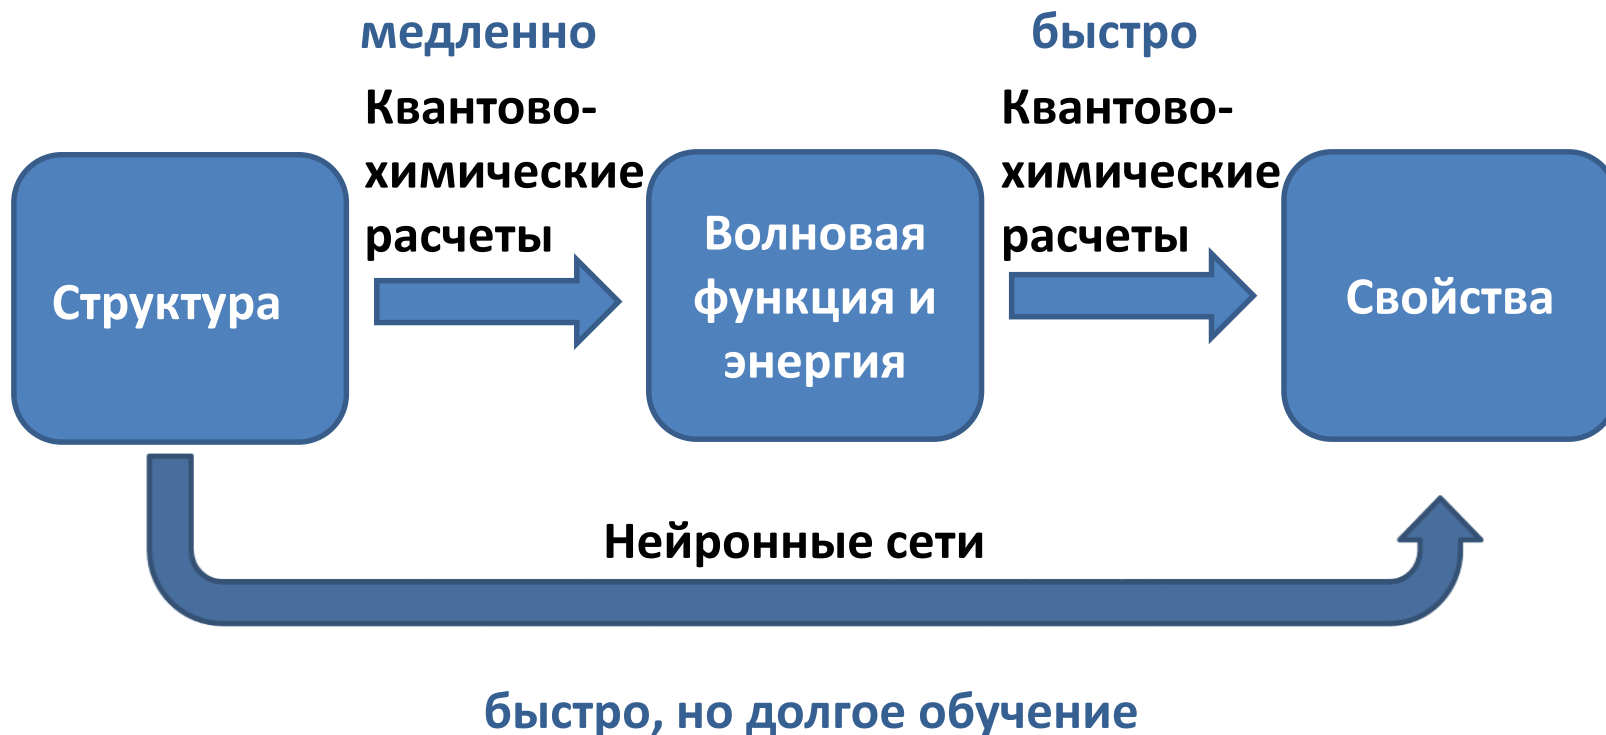 медленно
быстро
Квантово-
химические
расчеты
Квантово-
химические
расчеты
Структура
Волновая
функция и
энергия
Свойства
Нейронные сети
быстро, но долгое обучение